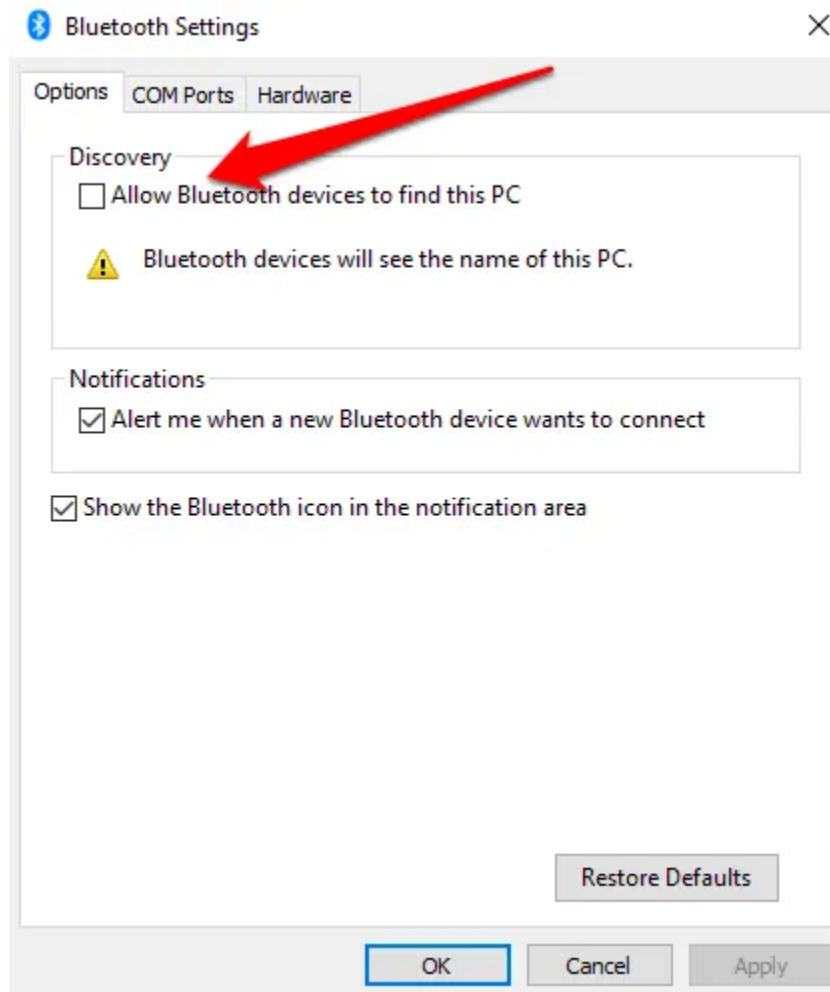 Bluetooth Settings
Options COM Ports Hardware
Discovery
Allow Bluetooth devices to find this PC
Bluetooth devices will see the name of this PC.
Notifications
Alert me when a new Bluetooth device wants to connect
Show the Bluetooth icon in the notification area
Restore Defaults
OK Cancel Apply